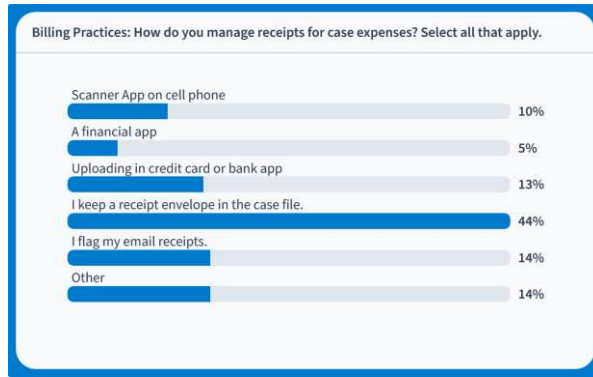 Billing Practices: How do you manage receipts for case expenses? Select all that apply.
Scanner App on cell phone
10%
A financial app
5%
Uploading in credit card or bank app
13%
I keep a receipt envelope in the case file.
44%
I flag my email receipts.
14%
Other
14%